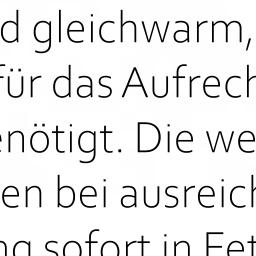 d gleichwarm,
für das Aufrech
enötigt. Die we
en bei ausreich
ng sofort in Fet